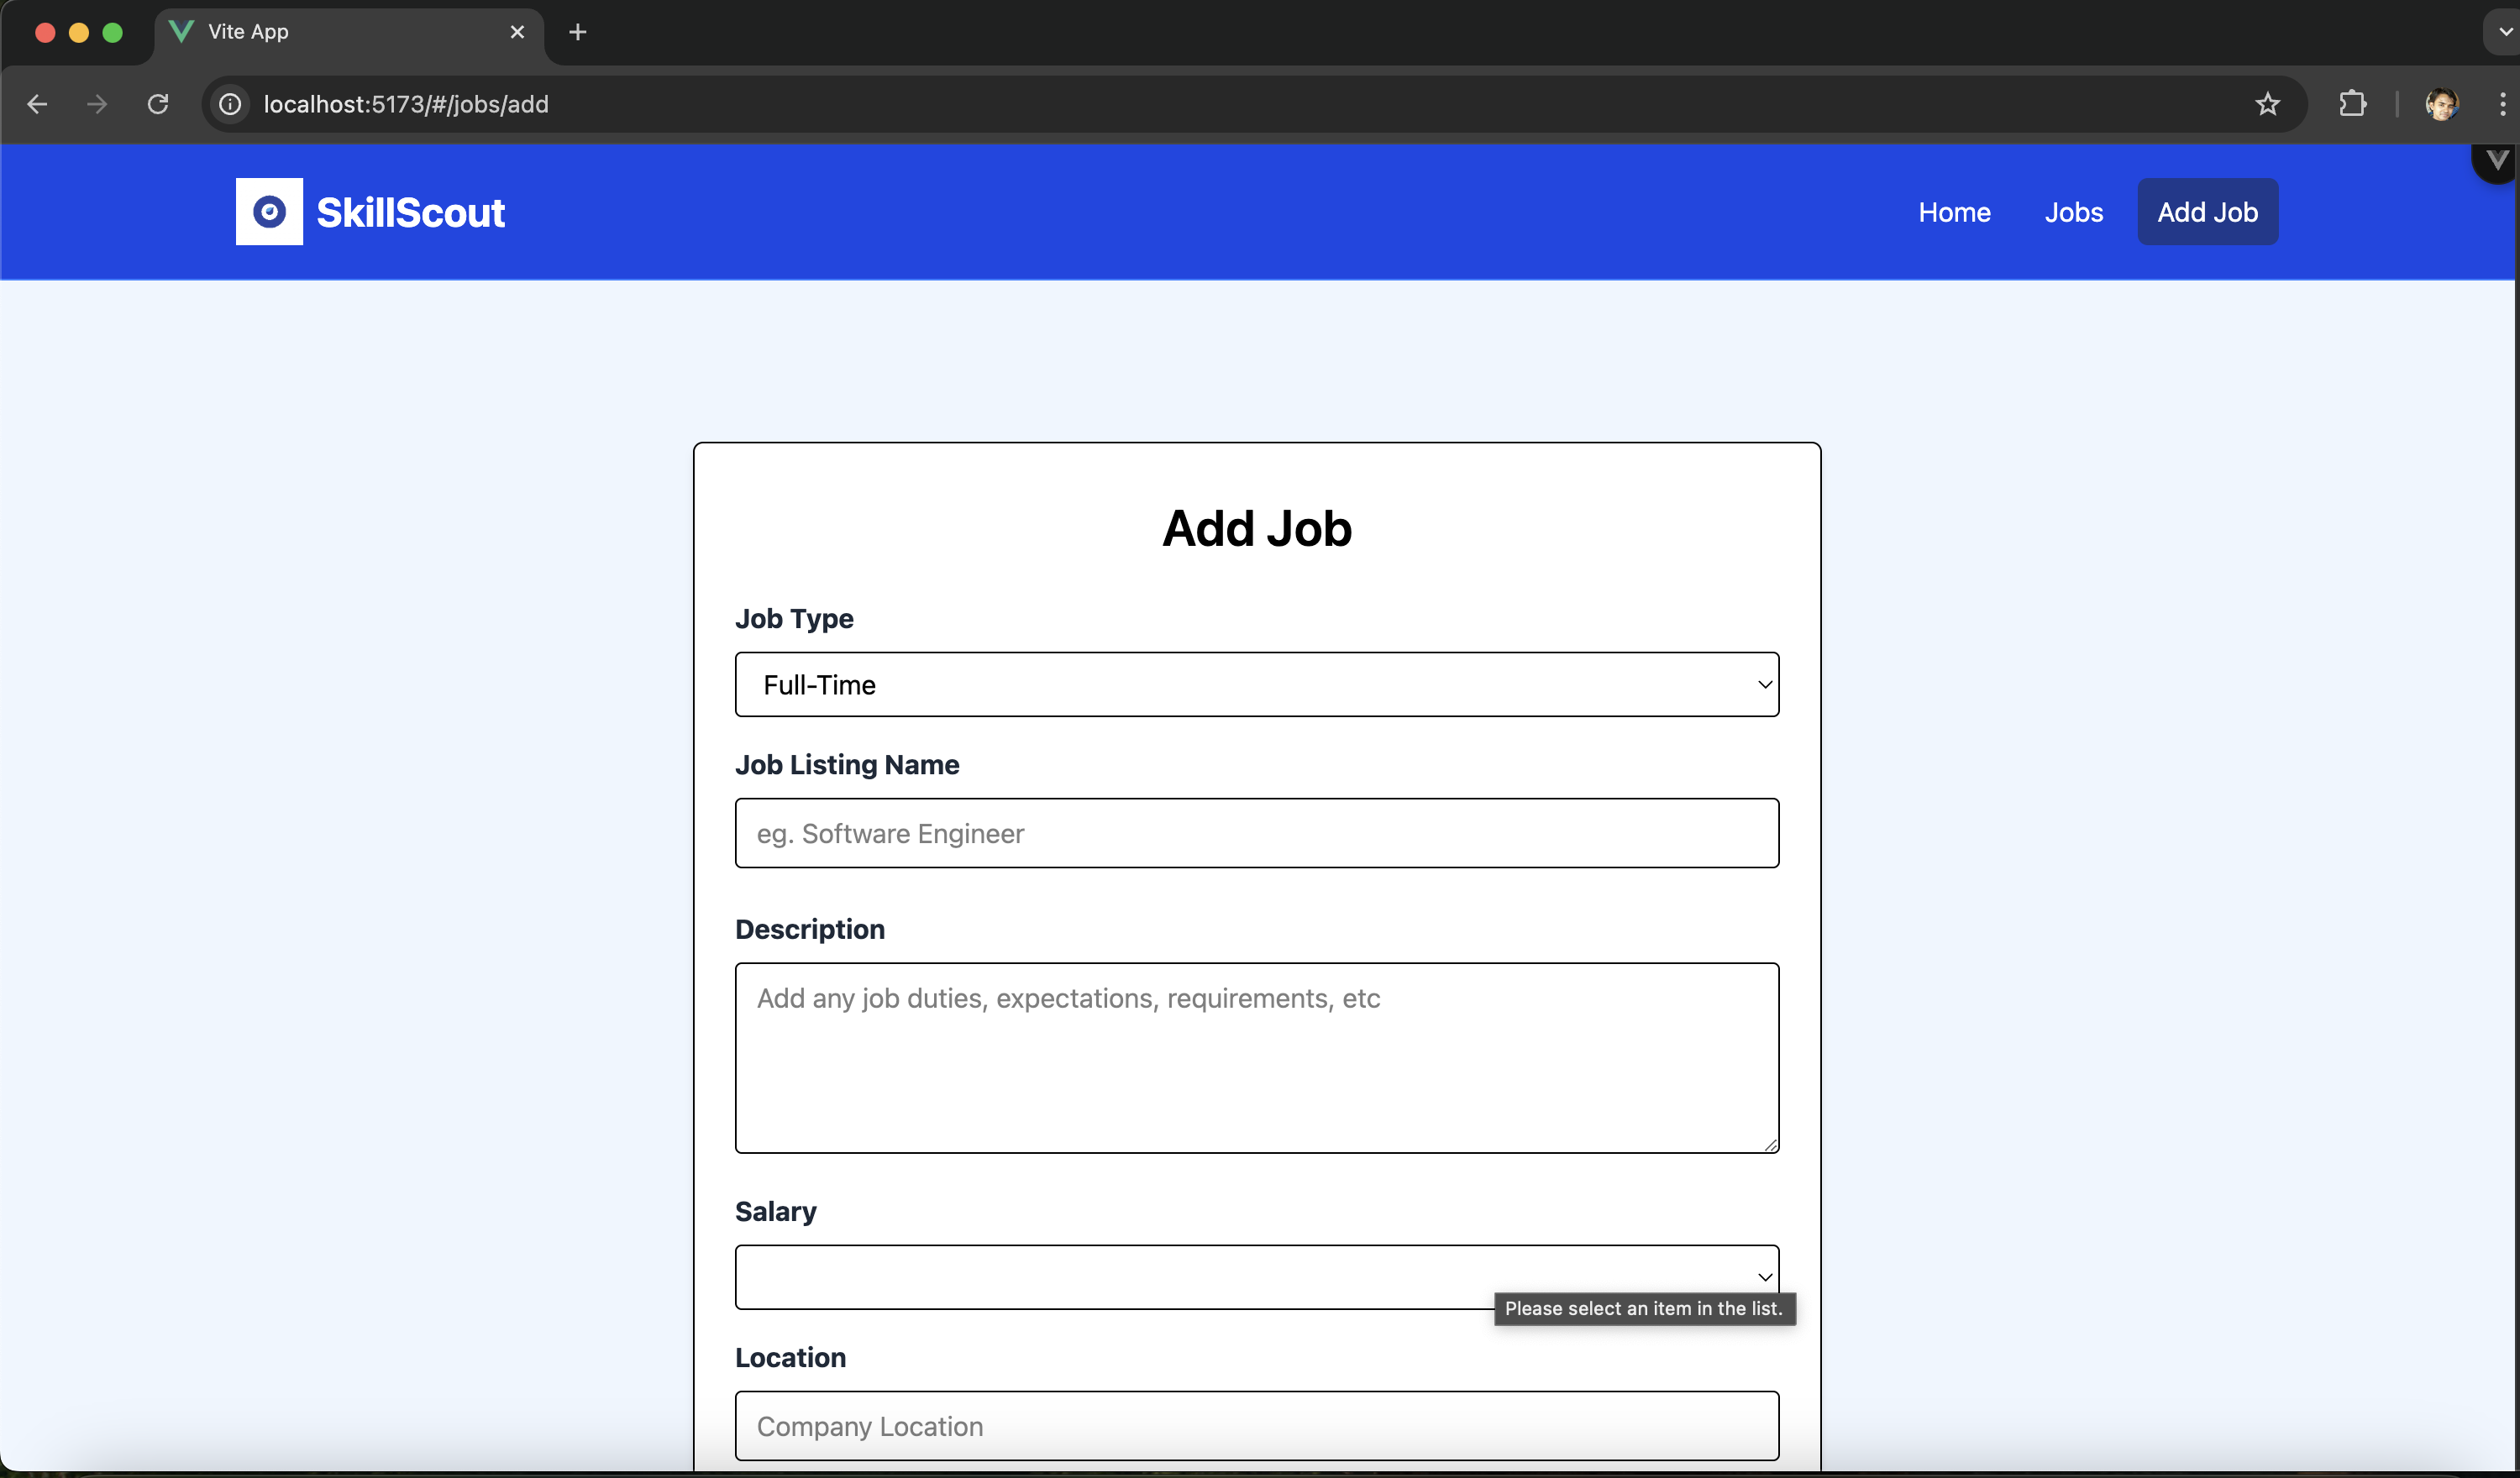 Vite App
localhost:5173/#/jobs/add
SkillScout
Home Jobs Add Job
Add Job
Job Type
Full-Time
Job Listing Name
eg. Software Engineer
Description
Add any job duties, expectations, requirements, etc
Salary
Please select an item in the list.
Location
Company Location